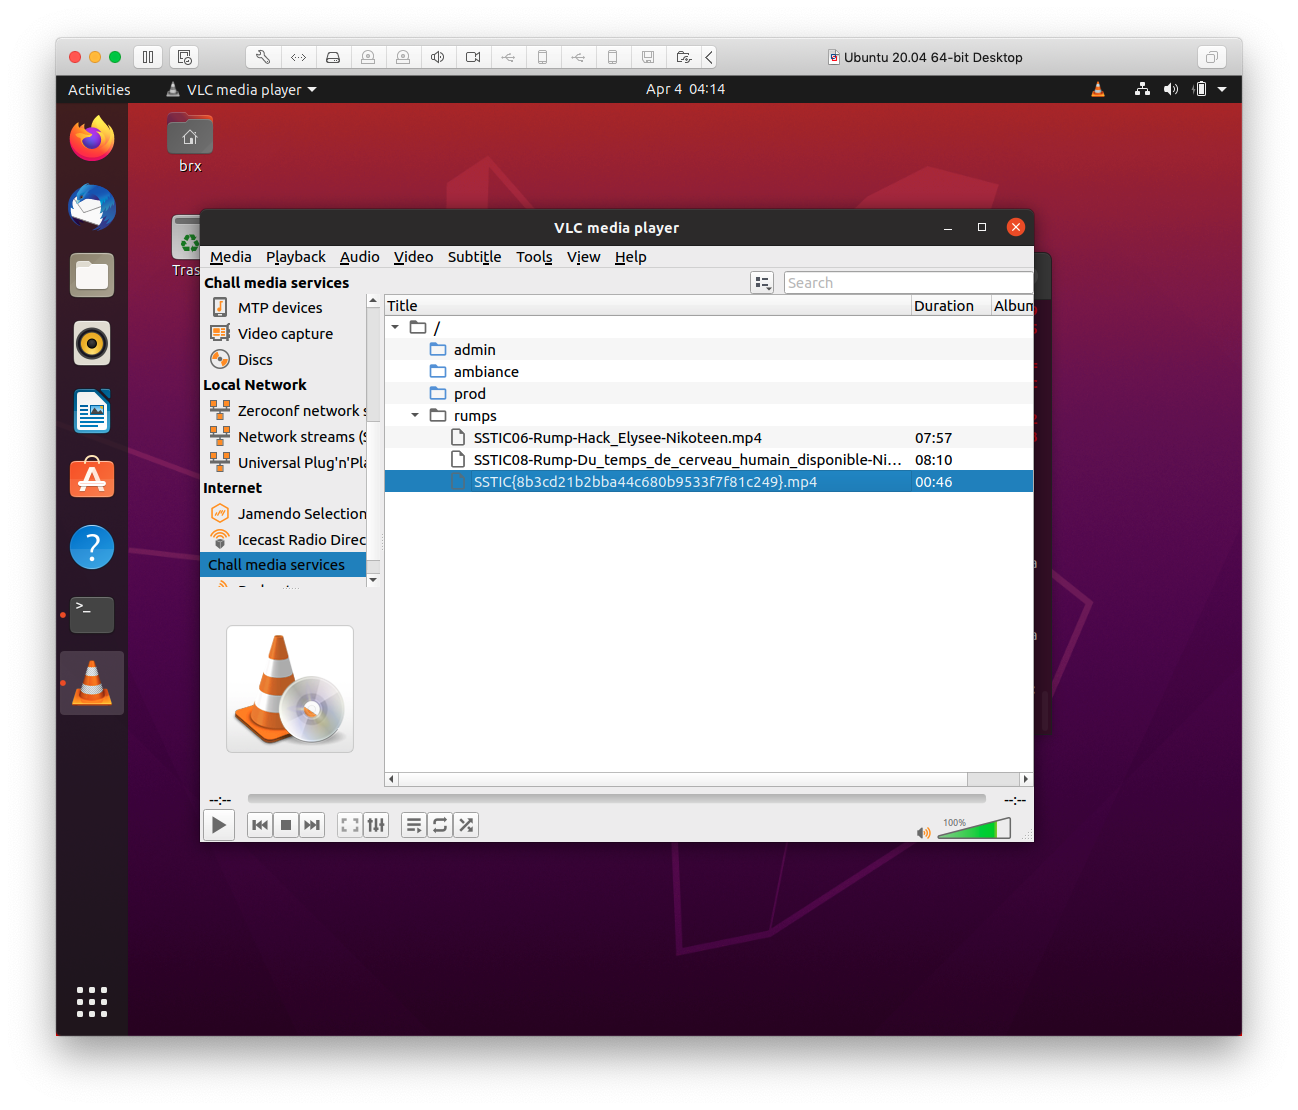 Ubuntu 20.04 64-bit Desktop
Activities
VLC media player
Apr 4 04:14
brx
Tras
VLC media player
Media Playback Audio Video Subtitle Tools View Help
Chall media services
Search
MTP devices
Video capture
Discs
Local Network
Zeroconf network s
Network streams (S
Universal Plug'n'Pla
Internet
Jamendo Selection
Icecast Radio Direc
Chall media services
Title Duration Album
/
admin
ambiance
prod
rumps
SSTIC06-Rump-Hack_Elysee-Nikoteen.mp4 07:57
SSTIC08-Rump-Du_temps_de_cerveau_humain_disponible-Ni... 08:10
SSTIC{8b3cd21b2bba44c680b9533f7f81c249}.mp4 00:46
--:-- --:--
100%